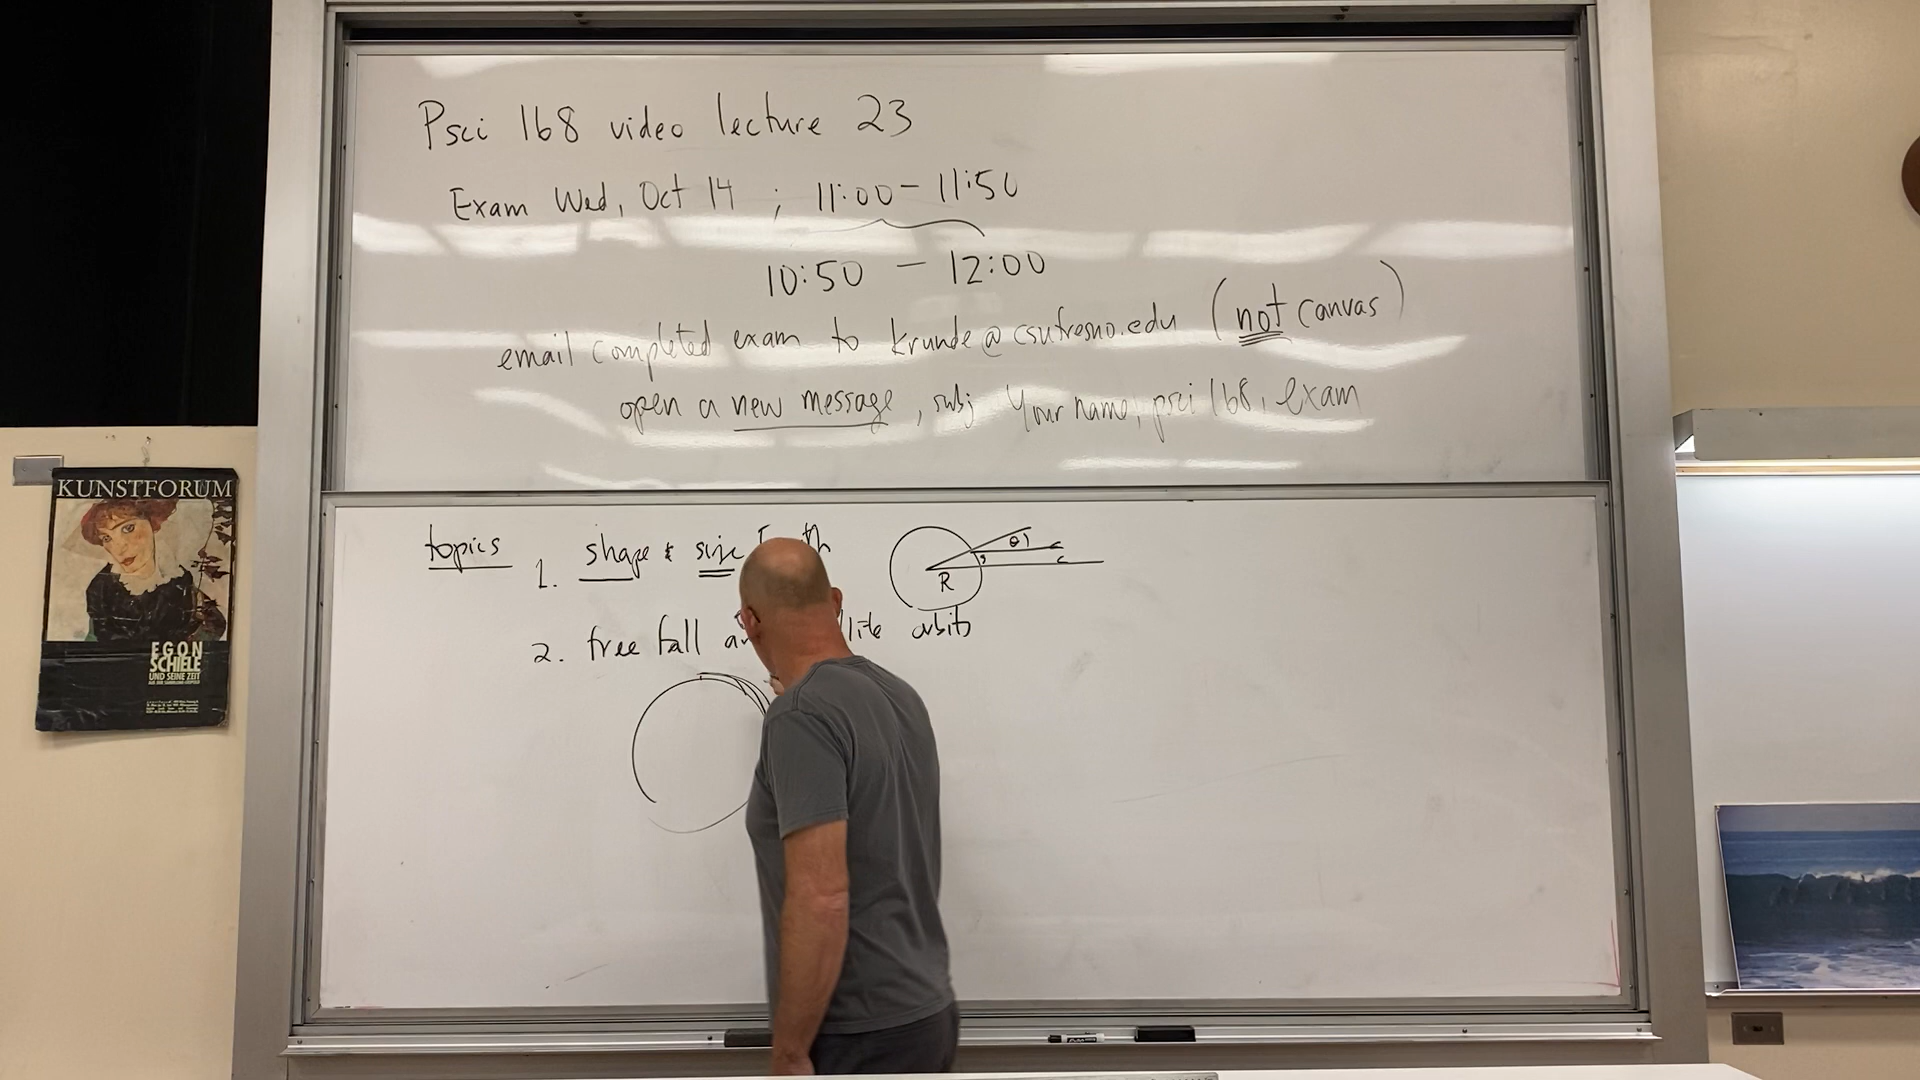 Psci 168 video lecture 23
Exam Wed, Oct 14 ; 11:00 - 11:50
10:50 - 12:00
email completed exam to krunde@csufresno.edu (not canvas)
open a new message, subj Your name, psci 168, exam
topics
1. shape & size
θ
s
R
2. free fall orbits
KUNSTFORUM
EGON
SCHIELE
UND SEINE ZEIT